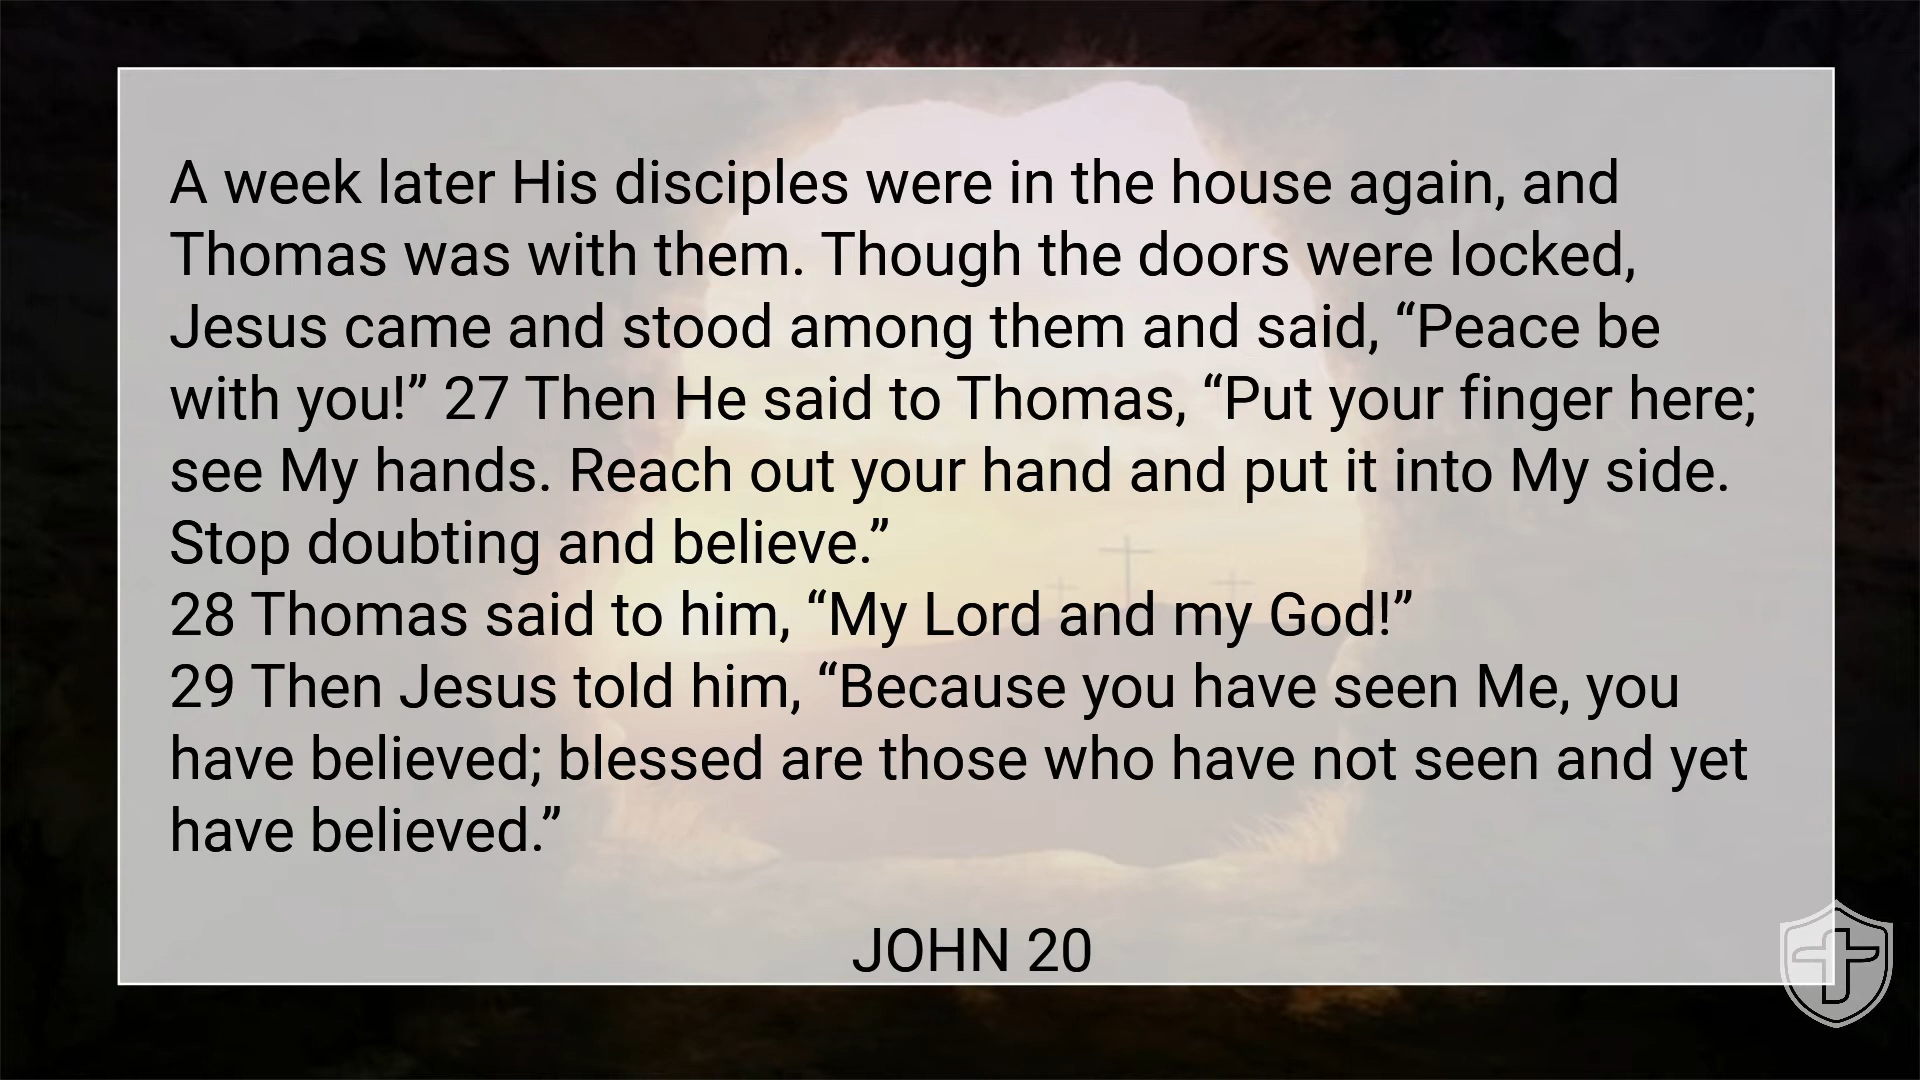 A week later His disciples were in the house again, and
Thomas was with them. Though the doors were locked,
Jesus came and stood among them and said, “Peace be
with you!” 27 Then He said to Thomas, “Put your finger here;
see My hands. Reach out your hand and put it into My side.
Stop doubting and believe.”
28 Thomas said to him, “My Lord and my God!”
29 Then Jesus told him, “Because you have seen Me, you
have believed; blessed are those who have not seen and yet
have believed.”
JOHN 20